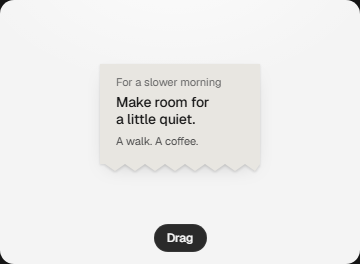 For a slower morning
Make room for
a little quiet.
A walk. A coffee.
Drag